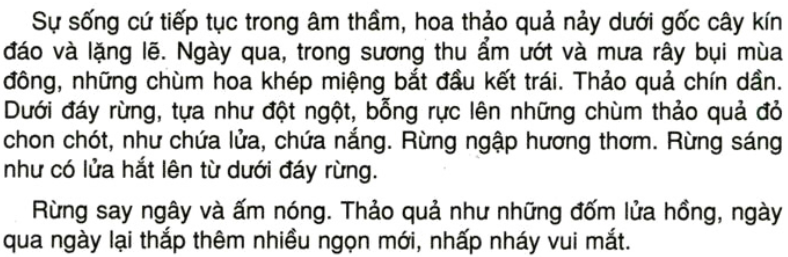 Sự sống cứ tiếp tục trong âm thầm, hoa thảo quả nảy dưới gốc cây kín
đáo và lặng lẽ. Ngày qua, trong sương thu ẩm ướt và mưa rây bụi mùa
đông, những chùm hoa khép miệng bắt đầu kết trái. Thảo quả chín dần.
Dưới đáy rừng, tựa như đột ngột, bỗng rực lên những chùm thảo quả đỏ
chon chót, như chứa lửa, chứa nắng. Rừng ngập hương thơm. Rừng sáng
như có lửa hắt lên từ dưới đáy rừng.
Rừng say ngây và ấm nóng. Thảo quả như những đốm lửa hồng, ngày
qua ngày lại thắp thêm nhiều ngọn mới, nhấp nháy vui mắt.